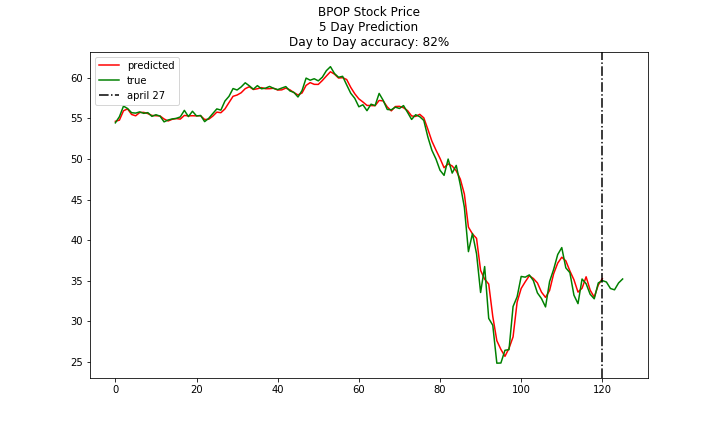 BPOP Stock Price
5 Day Prediction
Day to Day accuracy: 82%
predicted
true
april 27
60
55
50
45
40
35
30
25
0
20
40
60
80
100
120